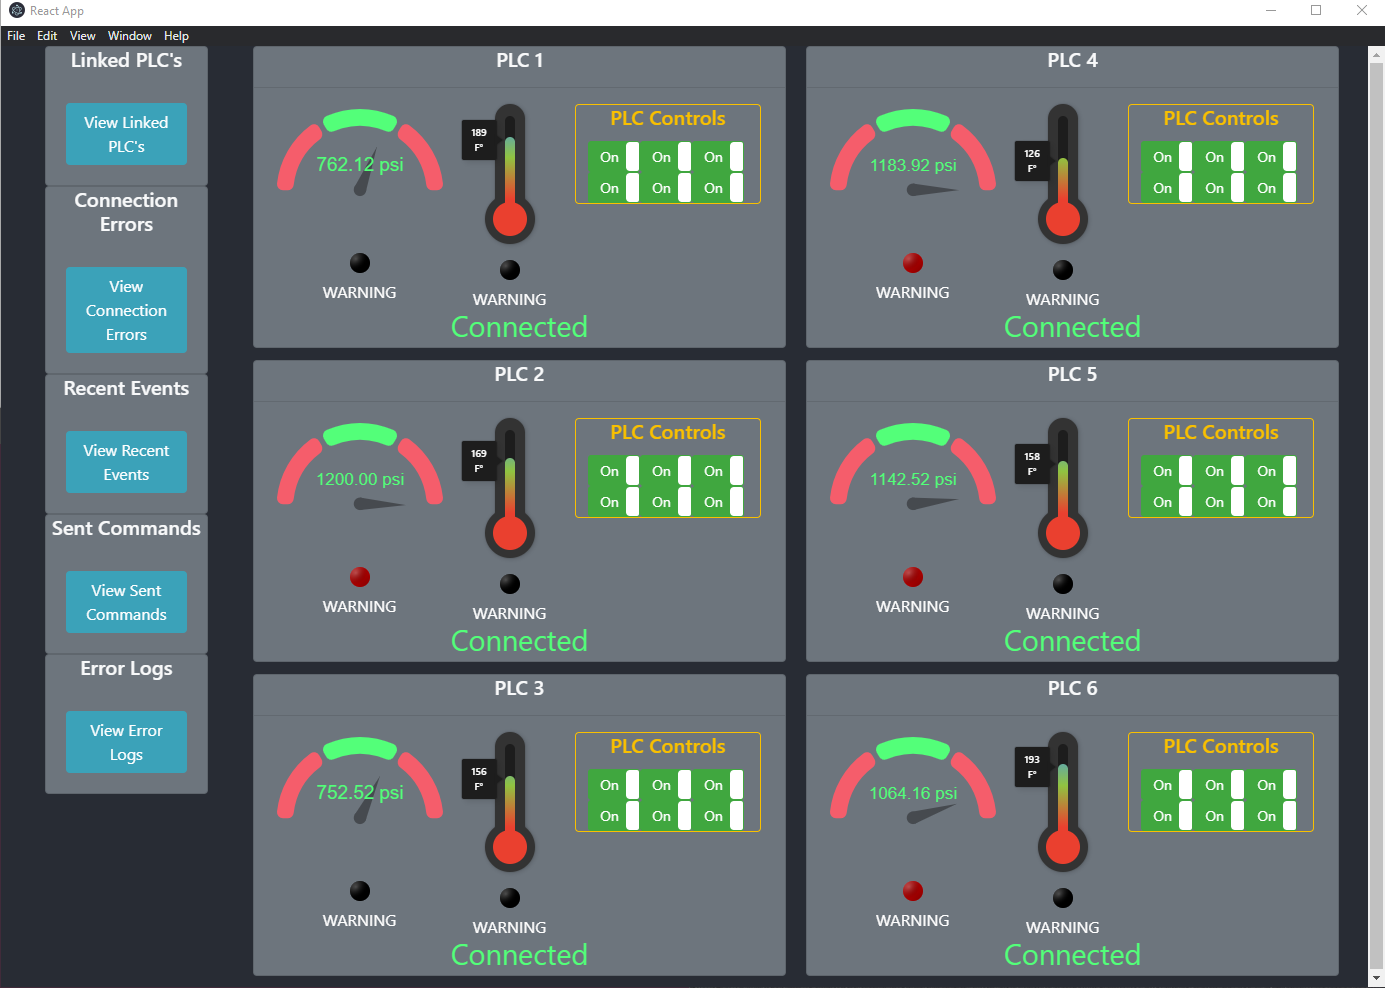 React App
File Edit View Window Help
Linked PLC's
View Linked
PLC's
Connection
Errors
View
Connection
Errors
Recent Events
View Recent
Events
Sent Commands
View Sent
Commands
Error Logs
View Error
Logs
PLC 1
762.12 psi
189
F°
PLC Controls
On On On
On On On
WARNING
WARNING
Connected
PLC 4
1183.92 psi
126
F°
PLC Controls
On On On
On On On
WARNING
WARNING
Connected
PLC 2
1200.00 psi
169
F°
PLC Controls
On On On
On On On
WARNING
WARNING
Connected
PLC 5
1142.52 psi
158
F°
PLC Controls
On On On
On On On
WARNING
WARNING
Connected
PLC 3
752.52 psi
156
F°
PLC Controls
On On On
On On On
WARNING
WARNING
Connected
PLC 6
1064.16 psi
193
F°
PLC Controls
On On On
On On On
WARNING
WARNING
Connected